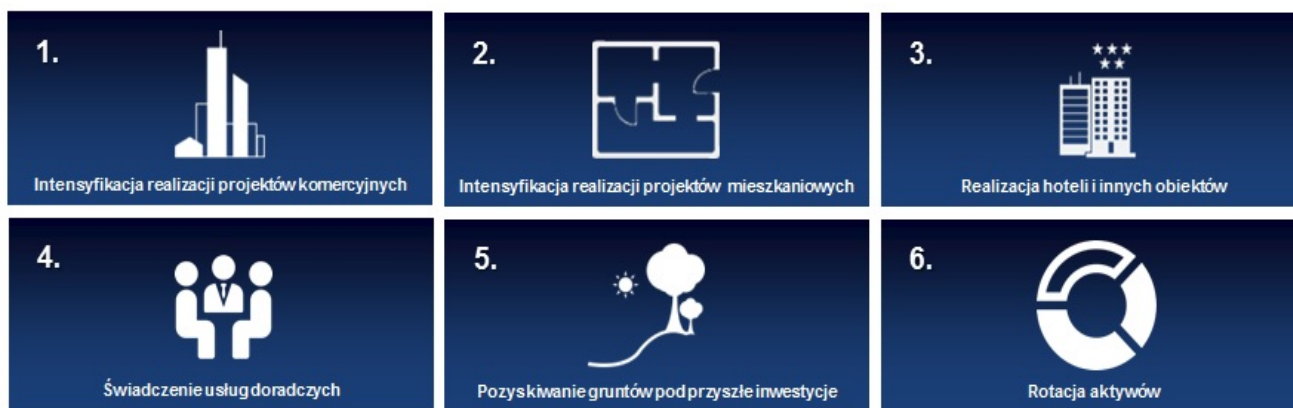 1.
Intensyfikacja realizacji projektów komercyjnych
2.
Intensyfikacja realizacji projektów mieszkaniowych
3.
Realizacja hoteli i innych obiektów
4.
Świadczenie usług doradczych
5.
Pozyskiwanie gruntów pod przyszłe inwestycje
6.
Rotacja aktywów